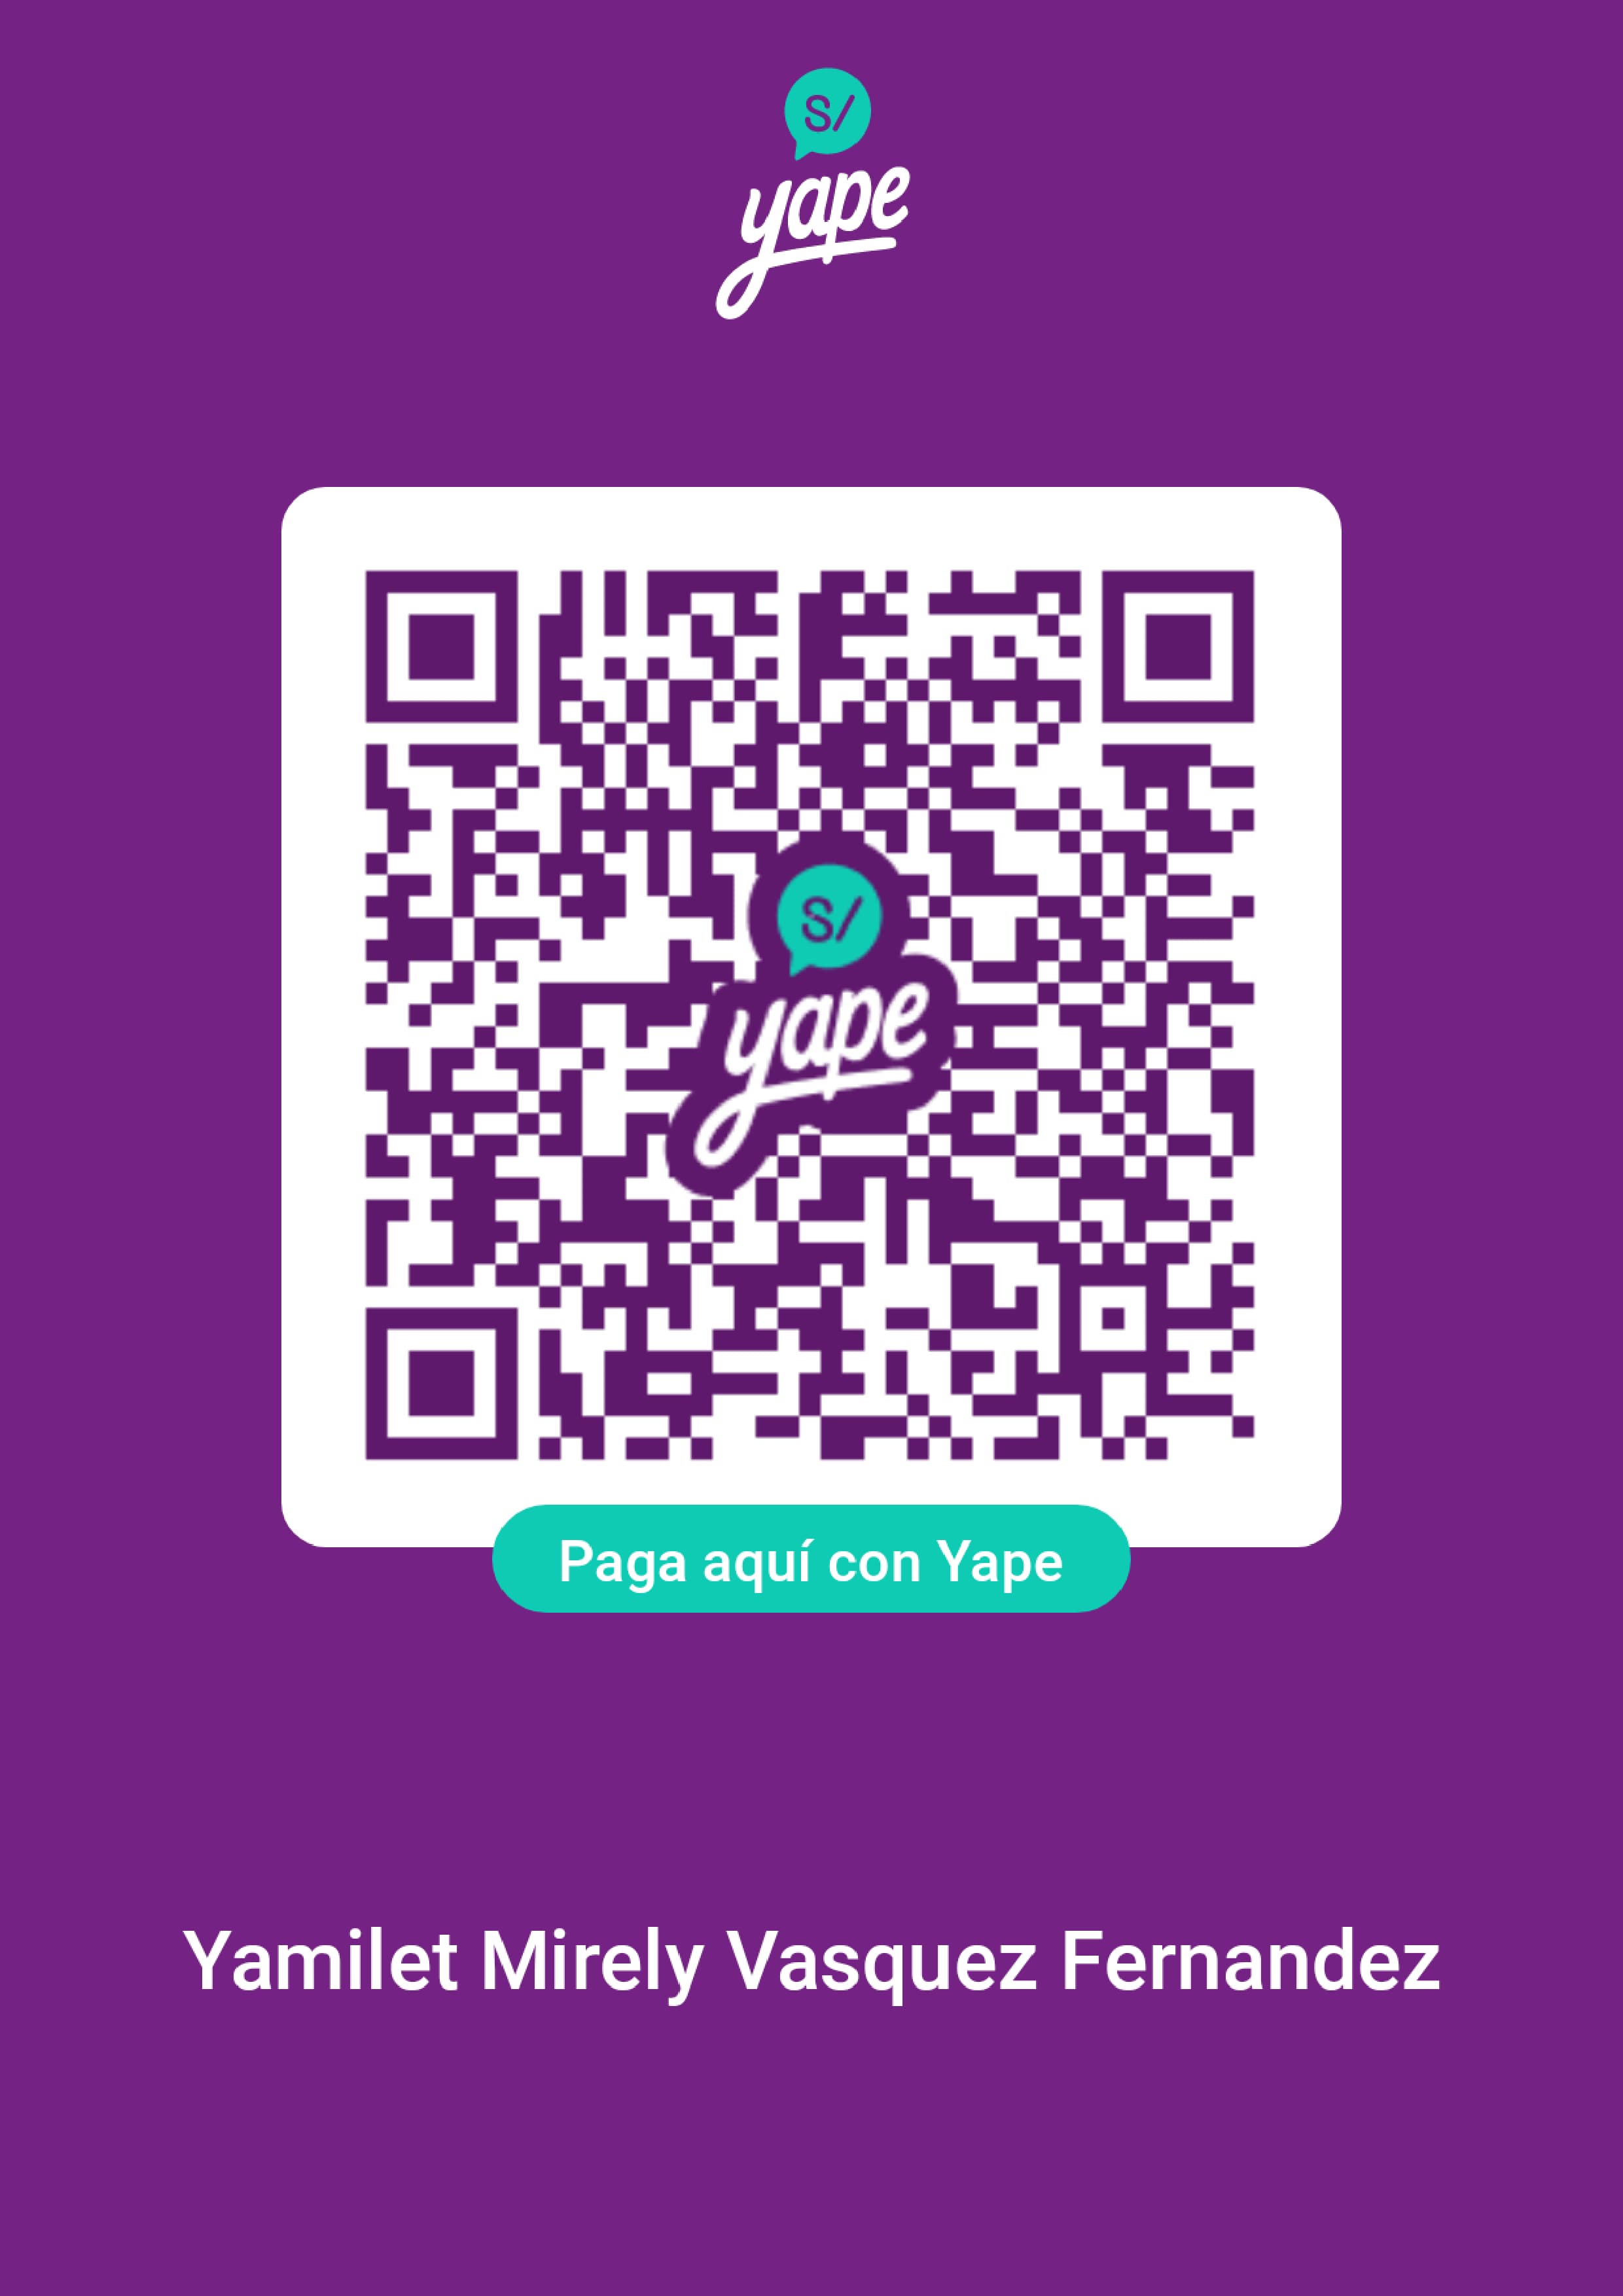 S/
yape
S/
yape
Paga aquí con Yape
Yamilet Mirely Vasquez Fernandez